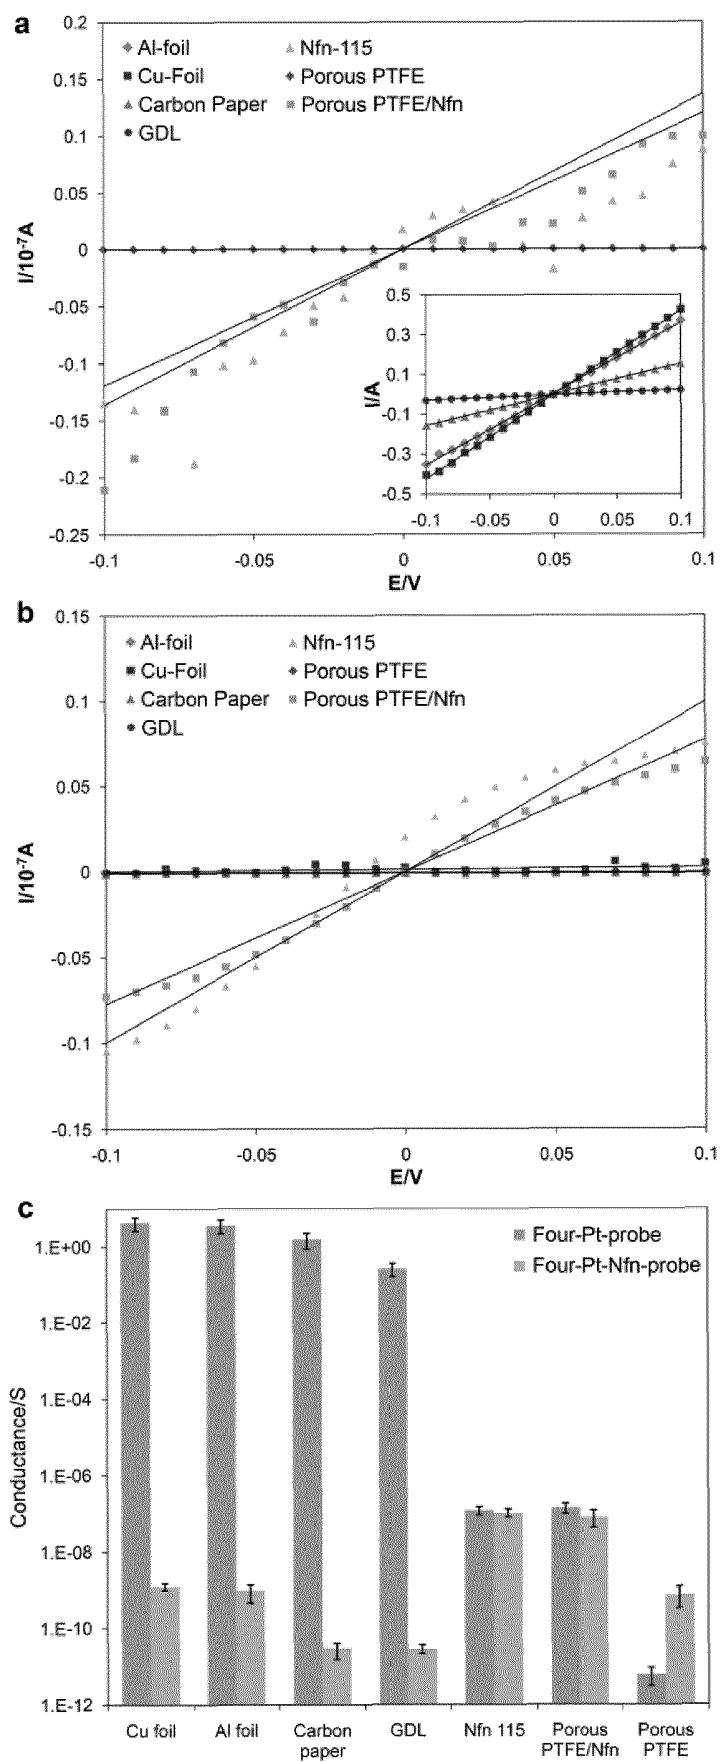 a
0.2
0.15
0.1
0.05
0
-0.05
-0.1
-0.15
-0.2
-0.25
I/10⁻⁷A
Al-foil
Nfn-115
Cu-Foil
Porous PTFE
Carbon Paper
Porous PTFE/Nfn
GDL
0.5
0.3
0.1
-0.1
-0.3
-0.5
I/A
-0.1 -0.05 0 0.05 0.1
-0.1 -0.05 0 0.05 0.1
E/V
b
0.15
0.1
0.05
0
-0.05
-0.1
-0.15
I/10⁻⁷A
Al-foil
Nfn-115
Cu-Foil
Porous PTFE
Carbon Paper
Porous PTFE/Nfn
GDL
-0.1 -0.05 0 0.05 0.1
E/V
c
Four-Pt-probe
Four-Pt-Nfn-probe
1.E+00
1.E-02
1.E-04
1.E-06
1.E-08
1.E-10
1.E-12
Conductance/S
Cu foil
Al foil
Carbon
paper
GDL
Nfn 115
Porous
PTFE/Nfn
Porous
PTFE